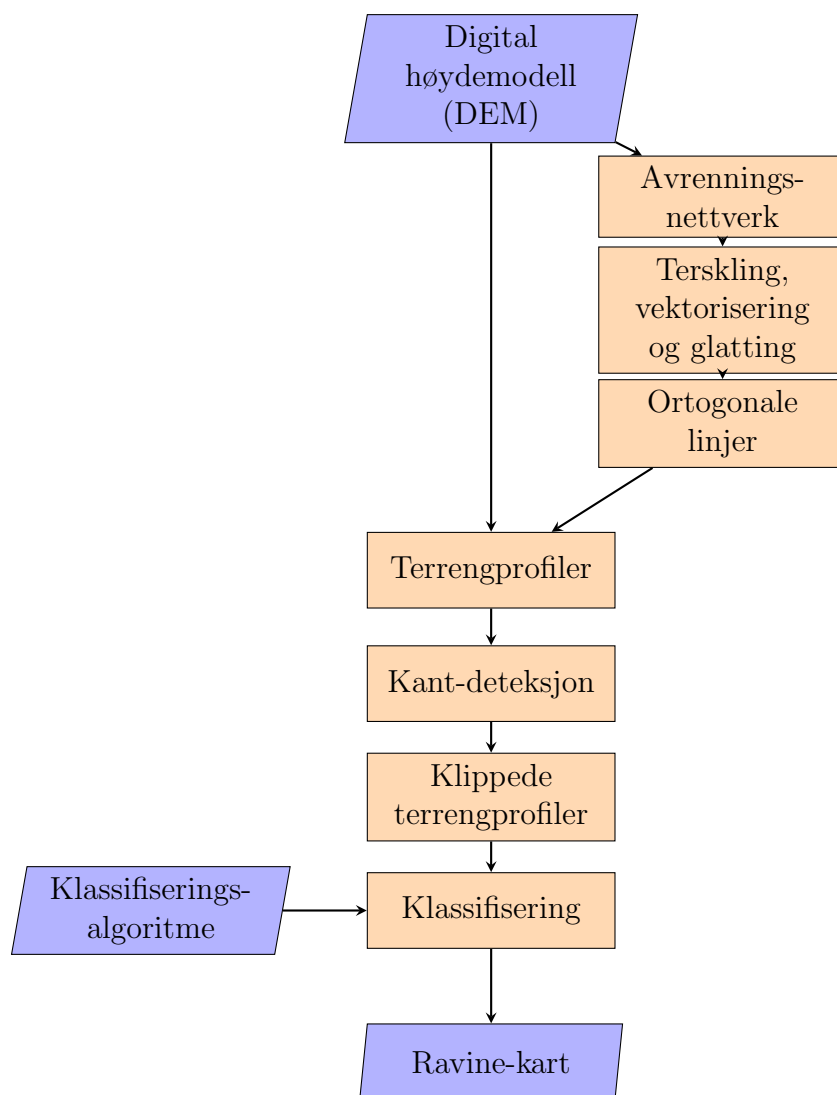 Digital
høydemodell
(DEM)
Avrennings-
nettverk
Terskling,
vektorisering
og glatting
Ortogonale
linjer
Terrengprofiler
Kant-deteksjon
Klippede
terrengprofiler
Klassifiserings-
algoritme
Klassifisering
Ravine-kart